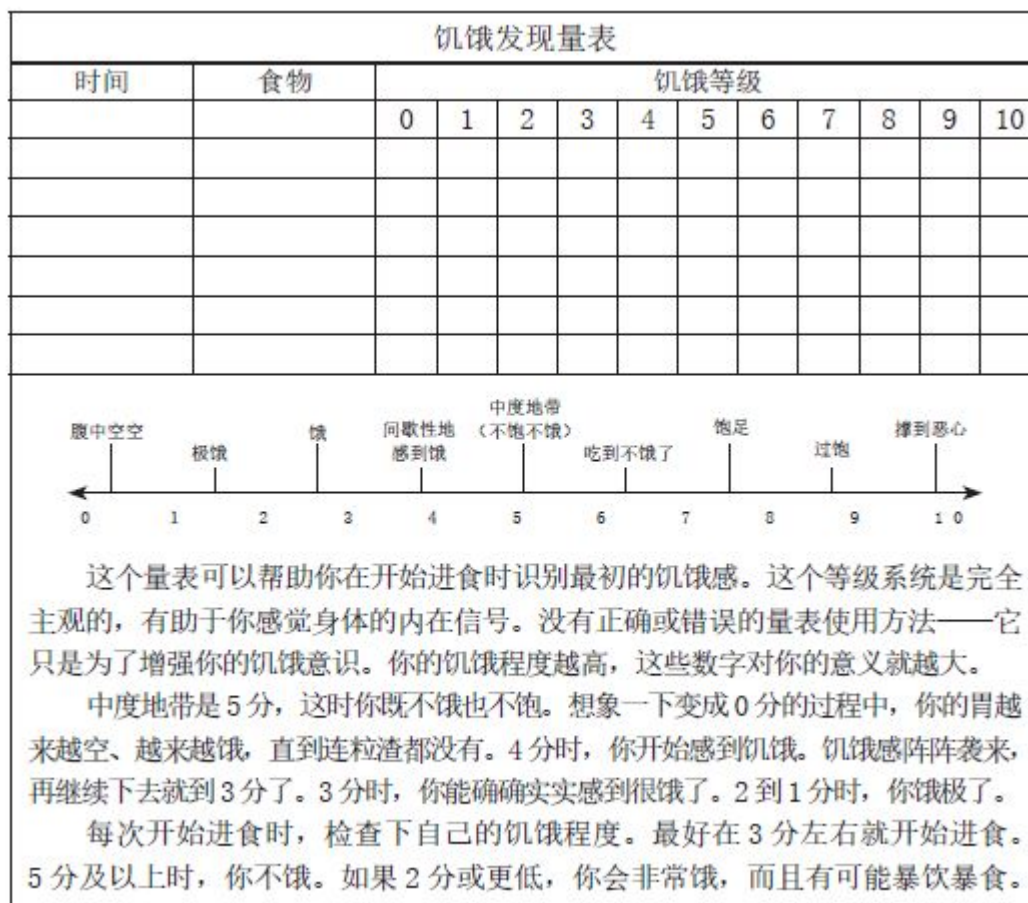 饥饿发现量表
时间 食物 饥饿等级
0 1 2 3 4 5 6 7 8 9 10
腹中空空 极饿 饿 间歇性地感到饿 中度地带（不饱不饿） 吃到不饿了 饱足 过饱 撑到恶心
0 1 2 3 4 5 6 7 8 9 10
这个量表可以帮助你在开始进食时识别最初的饥饿感。这个等级系统是完全
主观的，有助于你感觉身体的内在信号。没有正确或错误的量表使用方法——它
只是为了增强你的饥饿意识。你的饥饿程度越高，这些数字对你的意义就越大。
中度地带是5分，这时你既不饿也不饱。想象一下变成0分的过程中，你的胃越
来越空、越来越饿，直到连粒渣都没有。4分时，你开始感到饥饿。饥饿感阵阵袭来，
再继续下去就到3分了。3分时，你能确确实实感到很饿了。2到1分时，你饿极了。
每次开始进食时，检查下自己的饥饿程度。最好在3分左右就开始进食。
5分及以上时，你不饿。如果2分或更低，你会非常饿，而且有可能暴饮暴食。